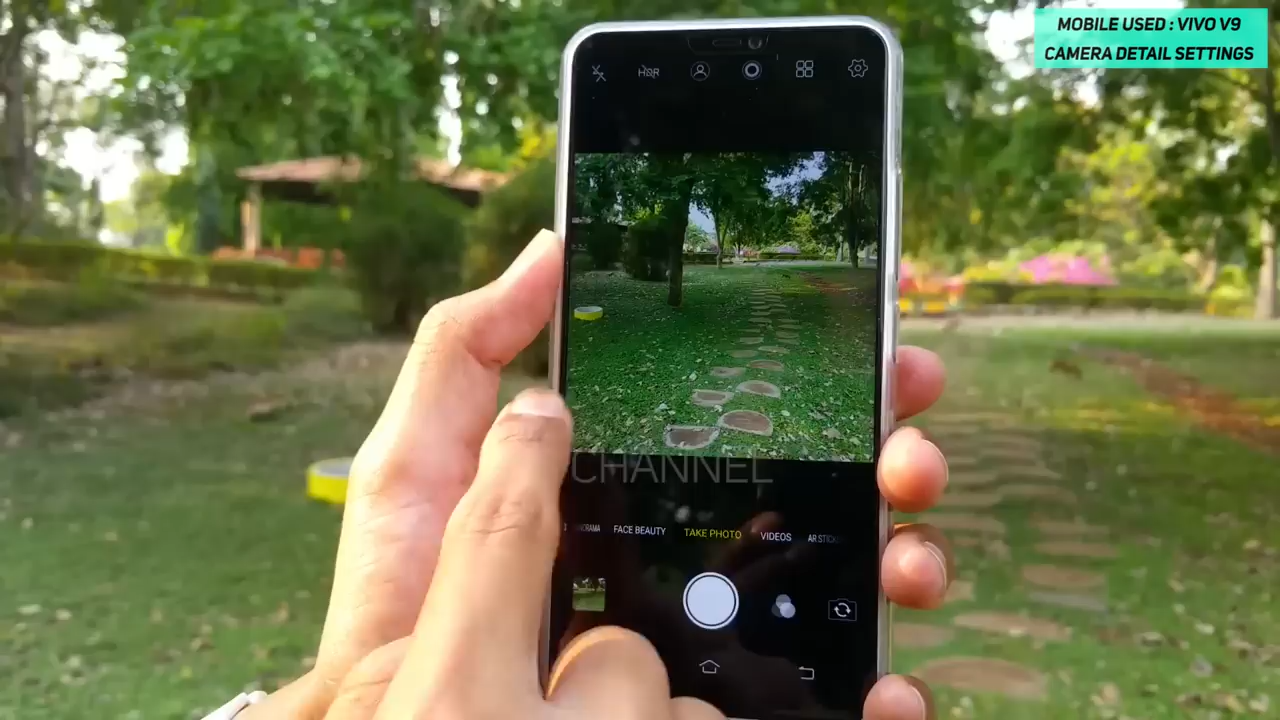 MOBILE USED : VIVO V9
CAMERA DETAIL SETTINGS
HDR
CHANNEL
FACE BEAUTY
TAKE PHOTO
VIDEOS